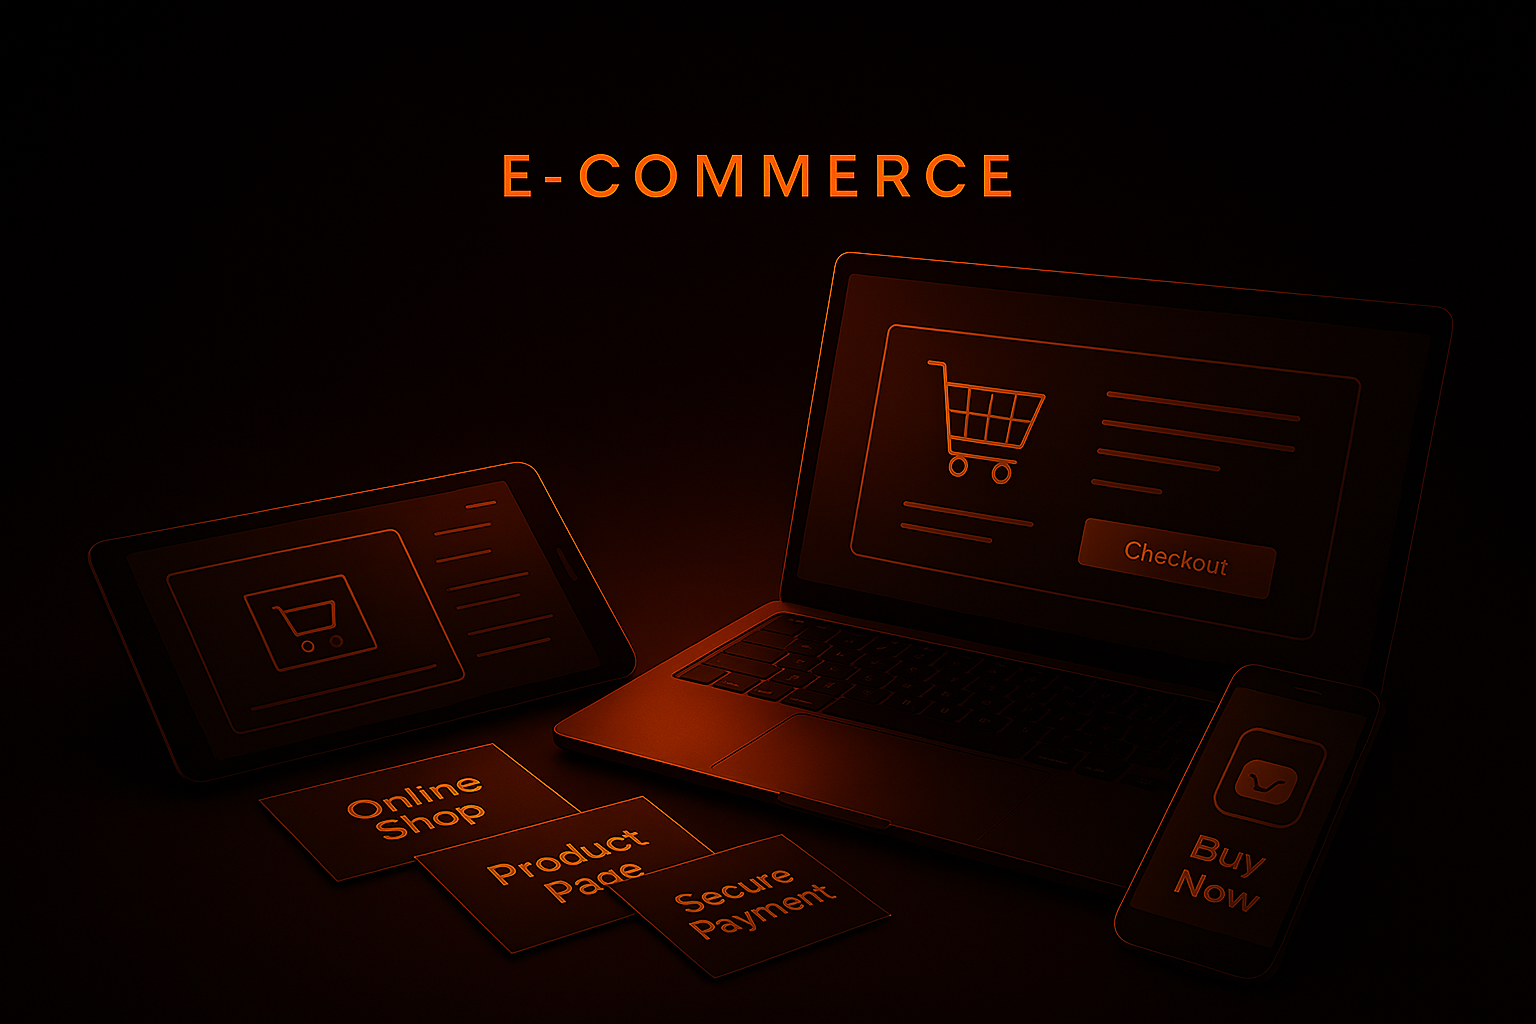 E-COMMERCE
Checkout
Online
Shop
Product
Page
Secure
Payment
Buy
Now